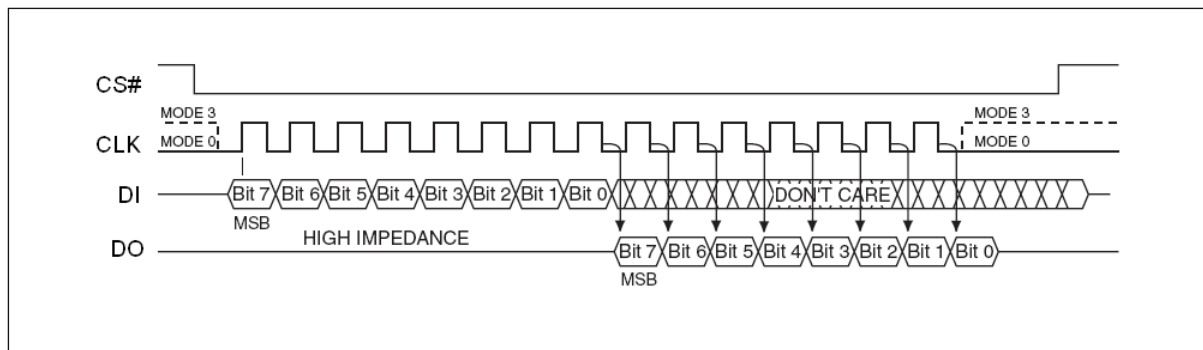 CS#
MODE 3
MODE 3
CLK
MODE 0
MODE 0
DI
Bit 7 Bit 6 Bit 5 Bit 4 Bit 3 Bit 2 Bit 1 Bit 0
DON'T CARE
MSB
HIGH IMPEDANCE
DO
Bit 7 Bit 6 Bit 5 Bit 4 Bit 3 Bit 2 Bit 1 Bit 0
MSB